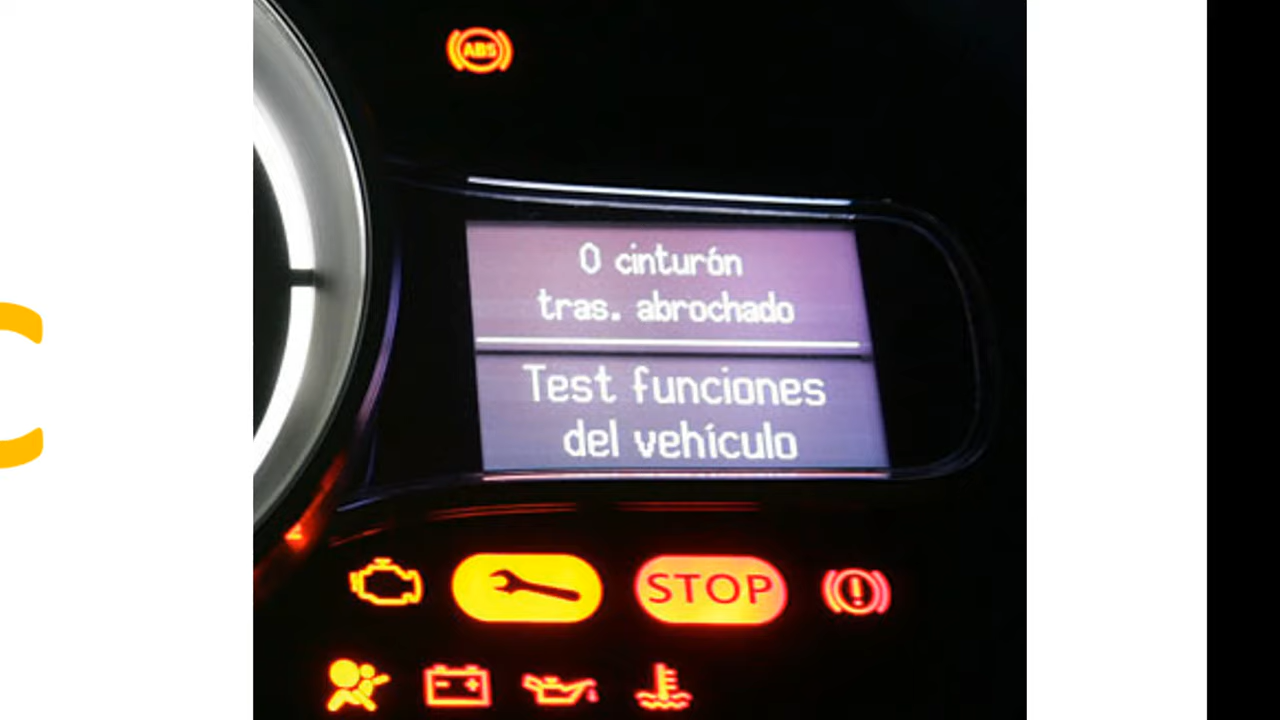 ABS
0 cinturón
tras. abrochado
Test funciones
del vehículo
STOP